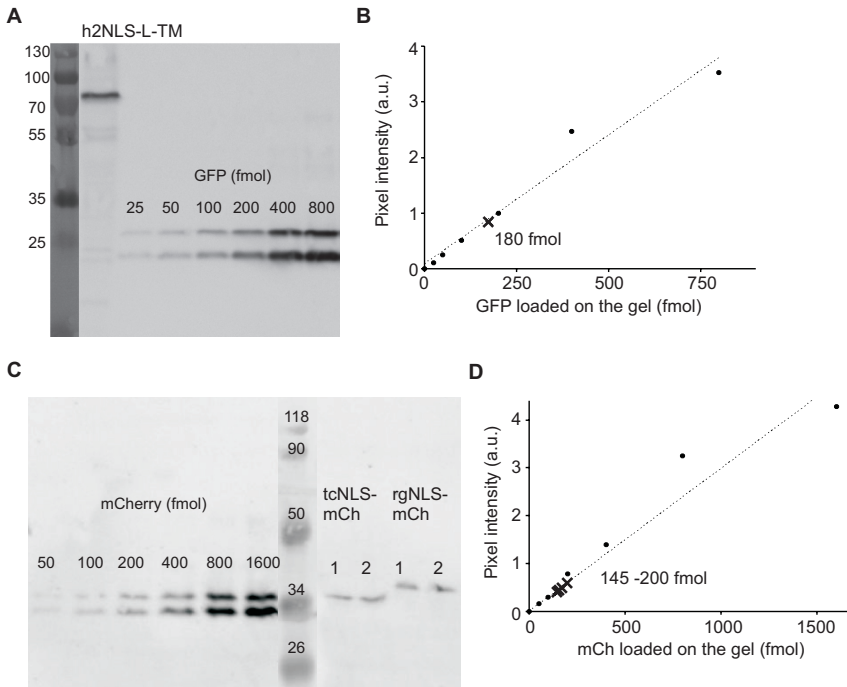 A
h2NLS-L-TM
130
100
70
55
35
25
GFP (fmol)
25 50 100 200 400 800
B
Pixel intensity (a.u.)
4
3
2
1
0
180 fmol
0 250 500 750
GFP loaded on the gel (fmol)
C
mCherry (fmol)
50 100 200 400 800 1600
118
90
50
34
26
tcNLS- rgNLS-
mCh mCh
1 2 1 2
D
Pixel intensity (a.u.)
4
3
2
1
0
145 -200 fmol
0 500 1000 1500
mCh loaded on the gel (fmol)